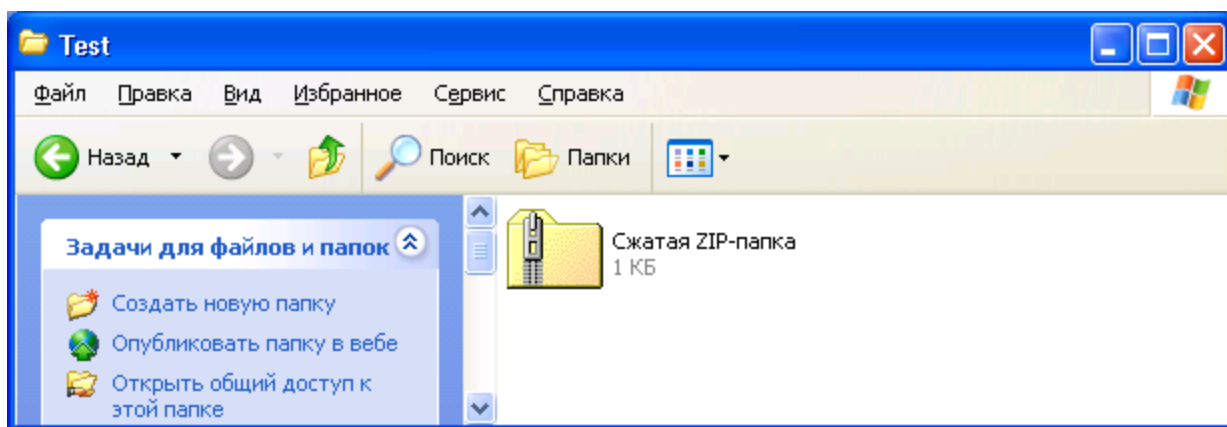 Test
Файл Правка Вид Избранное Сервис Справка
Назад Поиск Папки
Задачи для файлов и папок
Создать новую папку
Опубликовать папку в вебе
Открыть общий доступ к
этой папке
Сжатая ZIP-папка
1 КБ